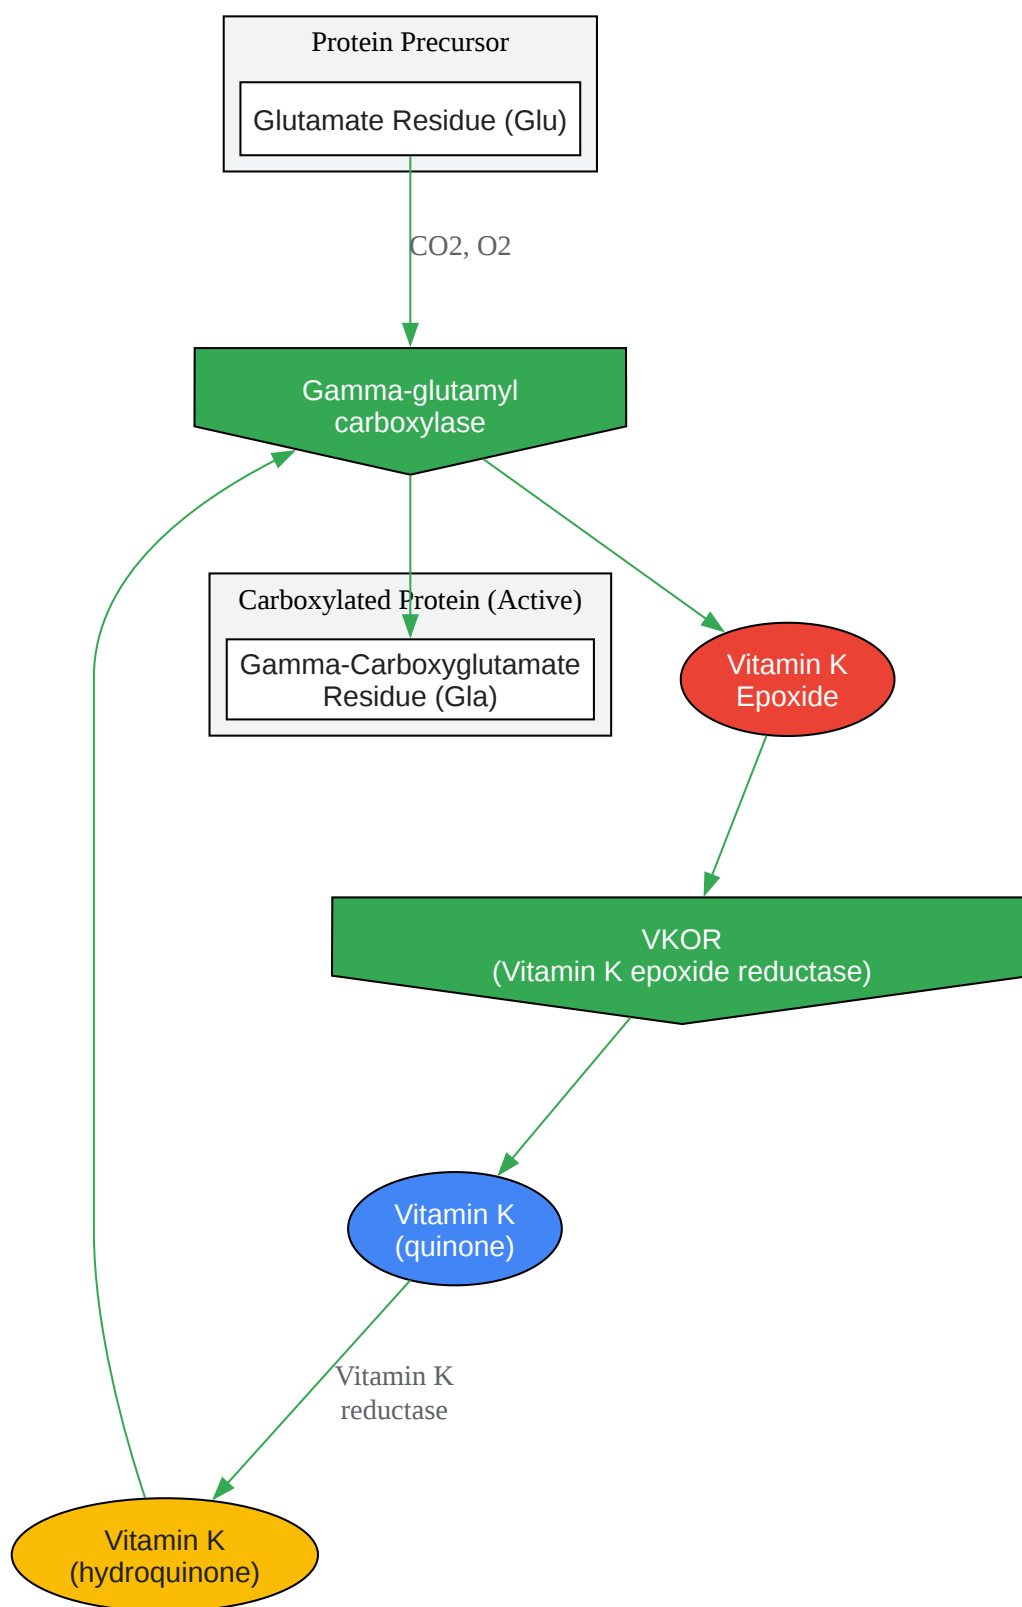 Protein Precursor
Glutamate Residue (Glu)
CO2, O2
Gamma-glutamyl
carboxylase
Carboxylated Protein (Active)
Gamma-Carboxyglutamate
Residue (Gla)
Vitamin K
Epoxide
VKOR
(Vitamin K epoxide reductase)
Vitamin K
(quinone)
Vitamin K
reductase
Vitamin K
(hydroquinone)